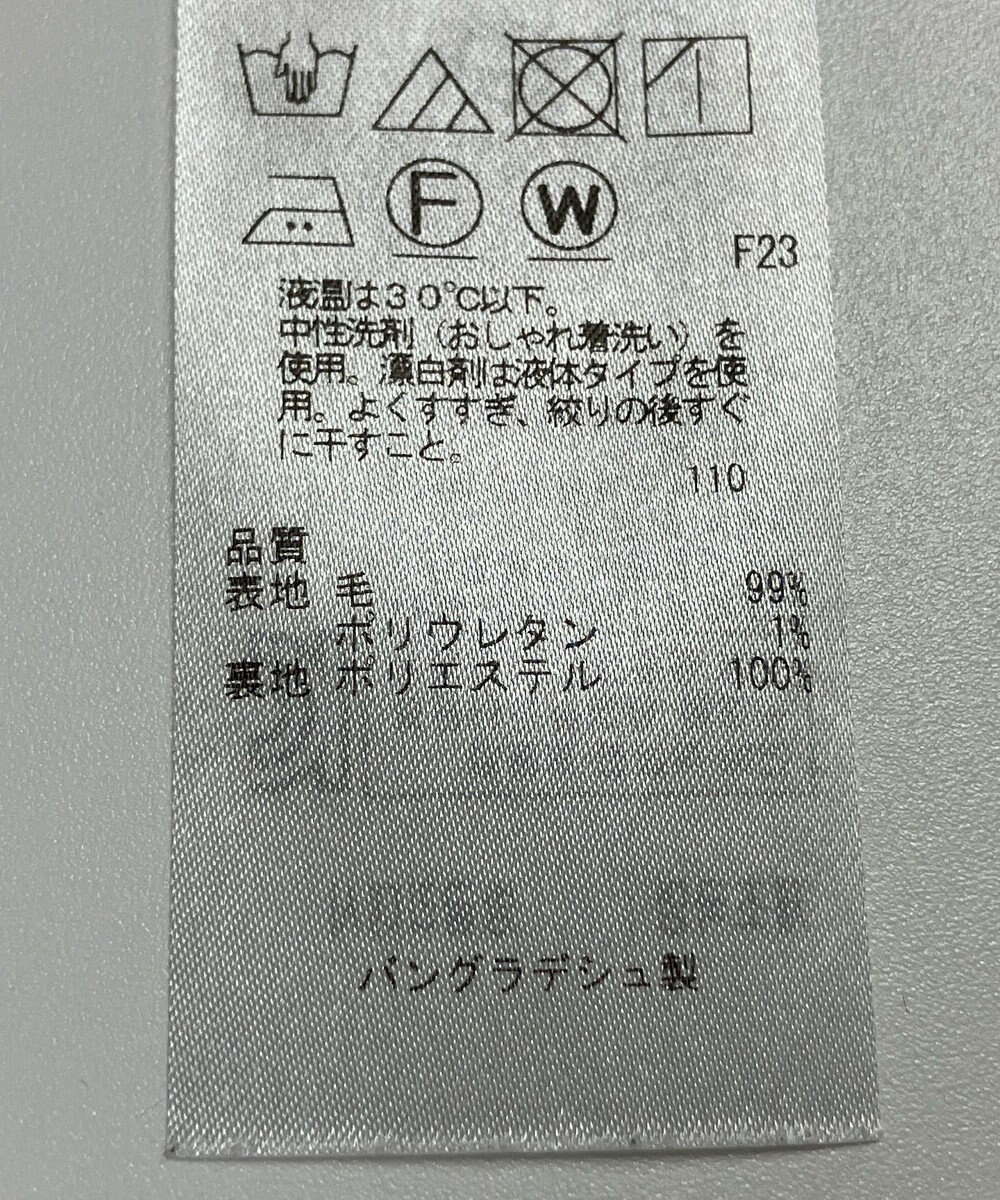 F W
F23
液温は30℃以下。
中性洗剤（おしゃれ着洗い）を
使用。漂白剤は液体タイプを使
用。よくすすぎ、絞りの後すぐ
に干すこと。
110
品質
表地 毛 99%
ポリウレタン 1%
裏地 ポリエステル 100%
バングラデシュ製